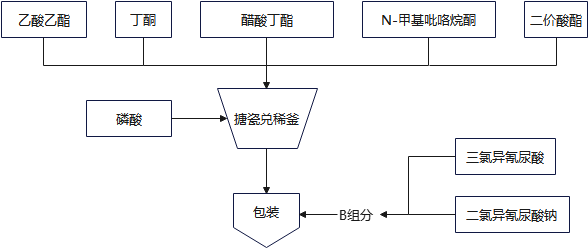 乙酸乙酯
丁酮
醋酸丁酯
N-甲基吡咯烷酮
二价酸酯
磷酸
搪瓷兑稀釜
三氯异氰尿酸
包装
B组分
二氯异氰尿酸钠